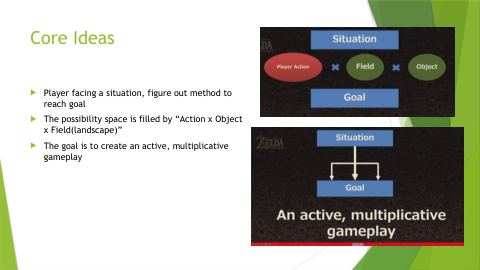 Core Ideas
Player facing a situation, figure out method to
reach goal
The possibility space is filled by “Action x Object
x Field(landscape)”
The goal is to create an active, multiplicative
gameplay
Situation
Player Action
Field
Object
Goal
ZELDA
Situation
Goal
An active, multiplicative
gameplay